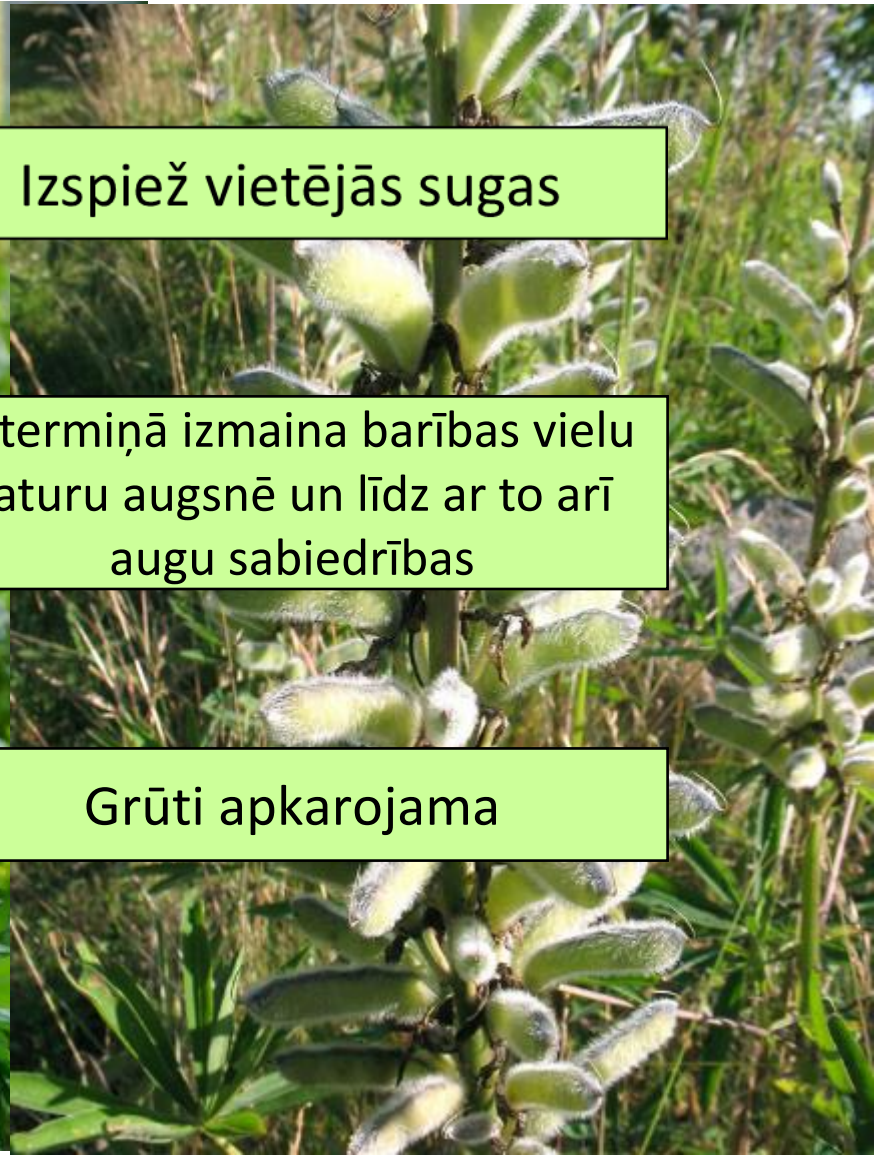 Izspiež vietējās sugas
termiņā izmaina barības vielu
aturu augsnē un līdz ar to arī
augu sabiedrības
Grūti apkarojama